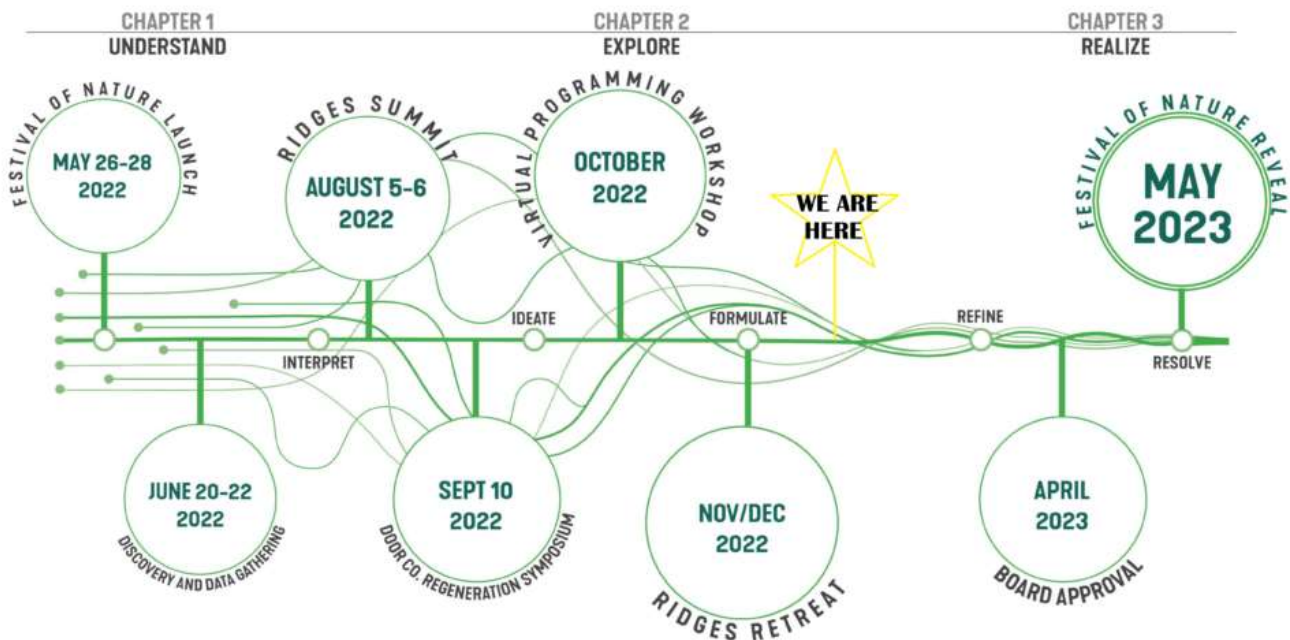 CHAPTER 1
UNDERSTAND
CHAPTER 2
EXPLORE
CHAPTER 3
REALIZE
FESTIVAL OF NATURE LAUNCH
MAY 26-28
2022
RIDGES SUMMIT
AUGUST 5-6
2022
VIRTUAL PROGRAMMING WORKSHOP
OCTOBER
2022
WE ARE
HERE
FESTIVAL OF NATURE REVEAL
MAY
2023
INTERPRET
IDEATE
FORMULATE
REFINE
RESOLVE
JUNE 20-22
2022
DISCOVERY AND DATA GATHERING
SEPT 10
2022
DOOR CO. REGENERATION SYMPOSIUM
NOV/DEC
2022
RIDGES RETREAT
APRIL
2023
BOARD APPROVAL